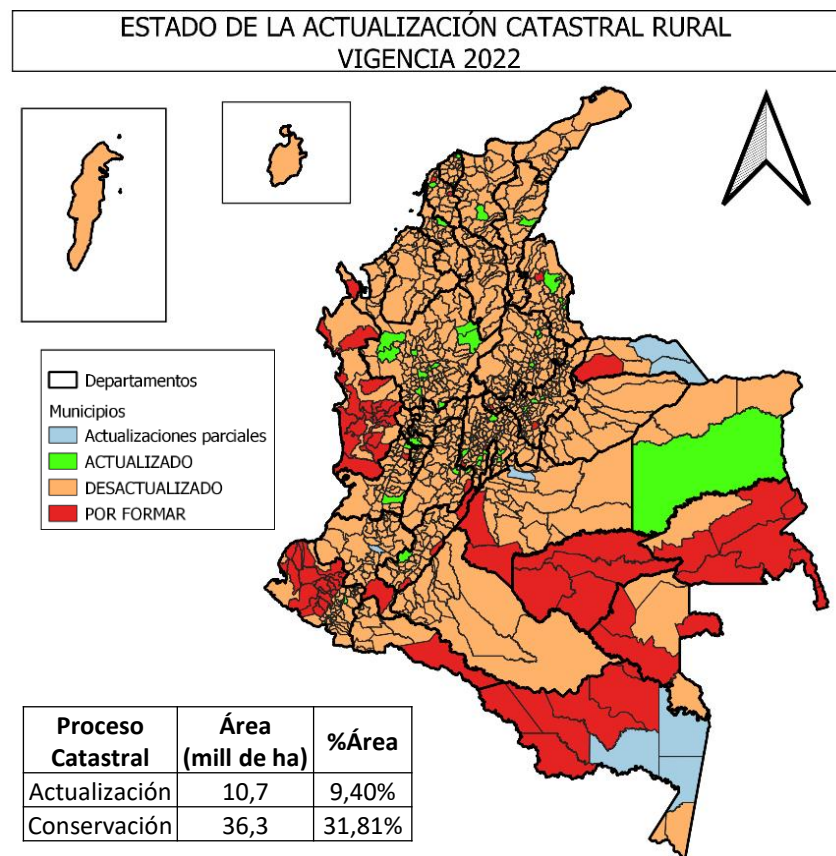 ESTADO DE LA ACTUALIZACIÓN CATASTRAL RURAL
VIGENCIA 2022
Departamentos
Municipios
Actualizaciones parciales
ACTUALIZADO
DESACTUALIZADO
POR FORMAR
Proceso Catastral | Área (mill de ha) | %Área
Actualización | 10,7 | 9,40%
Conservación | 36,3 | 31,81%